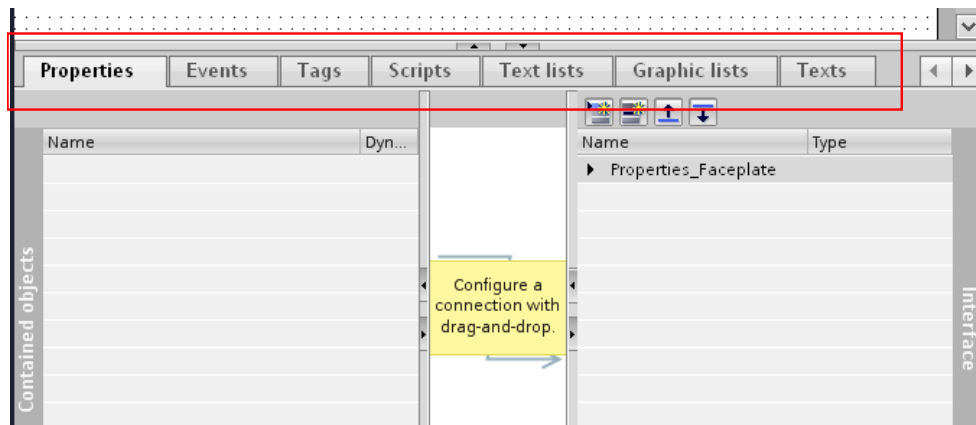 Properties Events Tags Scripts Text lists Graphic lists Texts
Name Dyn... Name Type
Properties_Faceplate
Contained objects
Configure a
connection with
drag-and-drop.
Interface